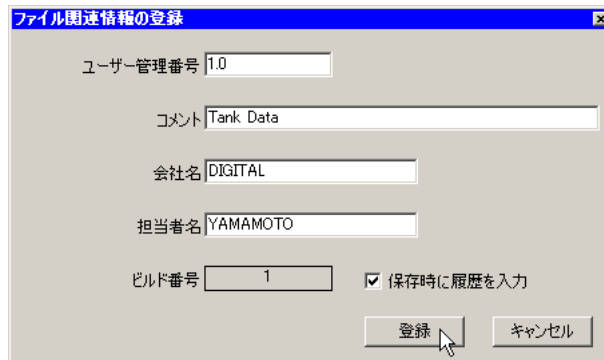 ファイル関連情報の登録
ユーザー管理番号 1.0
コメント Tank Data
会社名 DIGITAL
担当者名 YAMAMOTO
ビルド番号 1 保存時に履歴を入力
登録 キャンセル